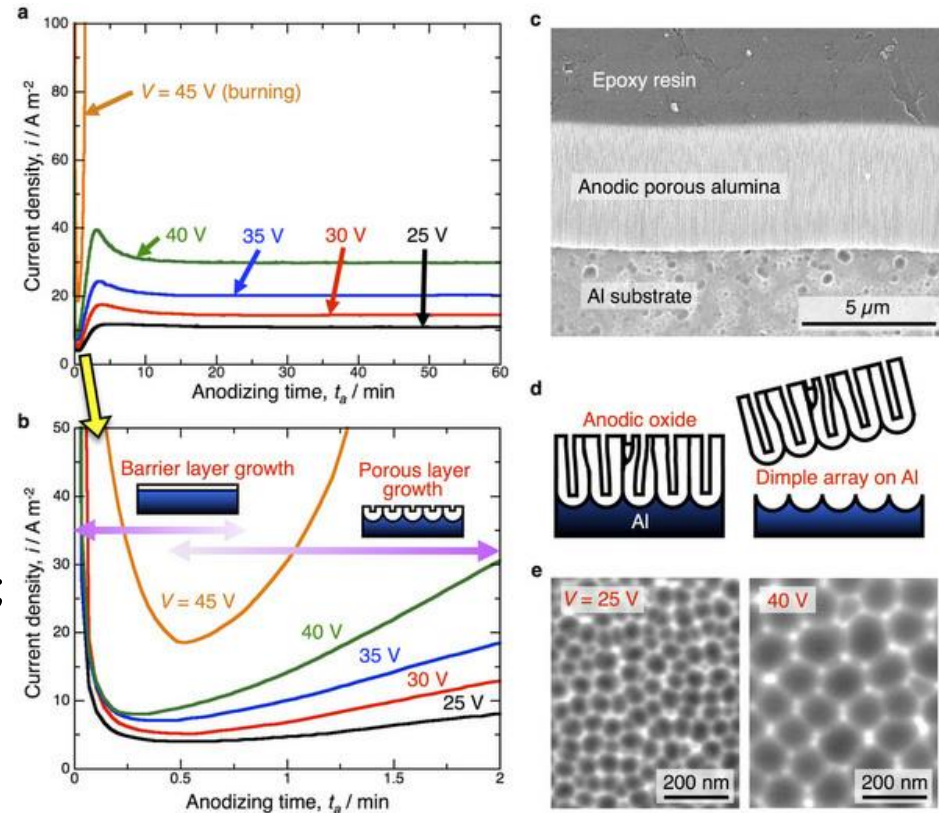 a
100
80
60
40
20
0
Current density, i / A m⁻²
V = 45 V (burning)
40 V
35 V
30 V
25 V
0
10
20
30
40
50
60
Anodizing time, tₐ / min
b
50
40
30
20
10
0
Current density, i / A m⁻²
Barrier layer growth
Porous layer
growth
V = 45 V
40 V
35 V
30 V
25 V
0
0.5
1
1.5
2
Anodizing time, tₐ / min
;
c
Epoxy resin
Anodic porous alumina
Al substrate
5 µm
d
Anodic oxide
Al
Dimple array on Al
e
V = 25 V
200 nm
40 V
200 nm